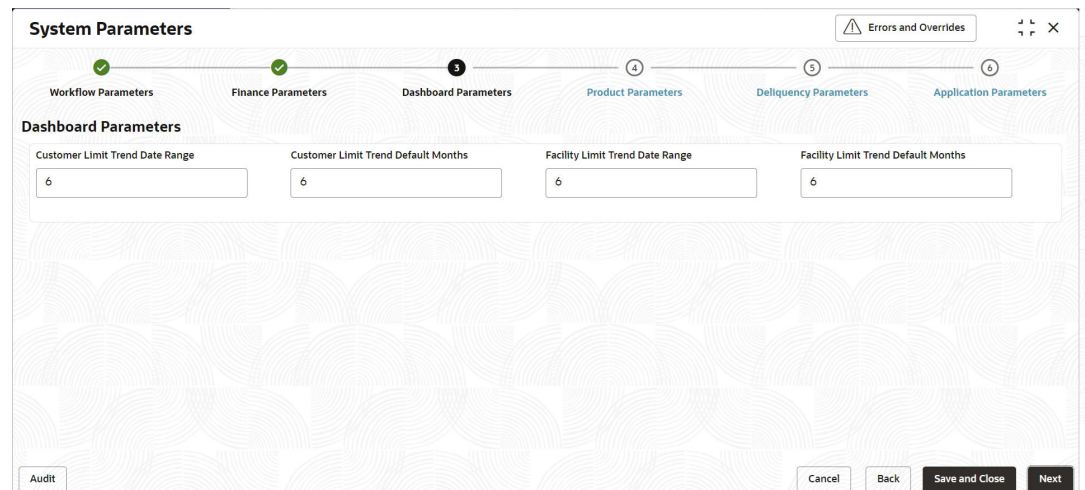 System Parameters
Errors and Overrides
3 4 5 6
Workflow Parameters Finance Parameters Dashboard Parameters Product Parameters Deliquency Parameters Application Parameters
Dashboard Parameters
Customer Limit Trend Date Range Customer Limit Trend Default Months Facility Limit Trend Date Range Facility Limit Trend Default Months
6 6 6 6
Audit Cancel Back Save and Close Next